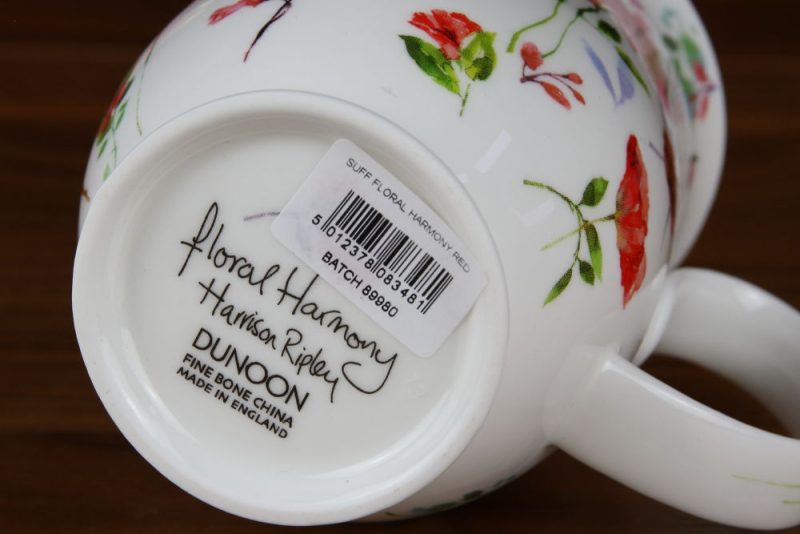 SUFF FLORAL HARMONY RED
5 012378 083481
BATCH 89980
floral Harmony
Harrison Ripley
DUNOON
FINE BONE CHINA
MADE IN ENGLAND